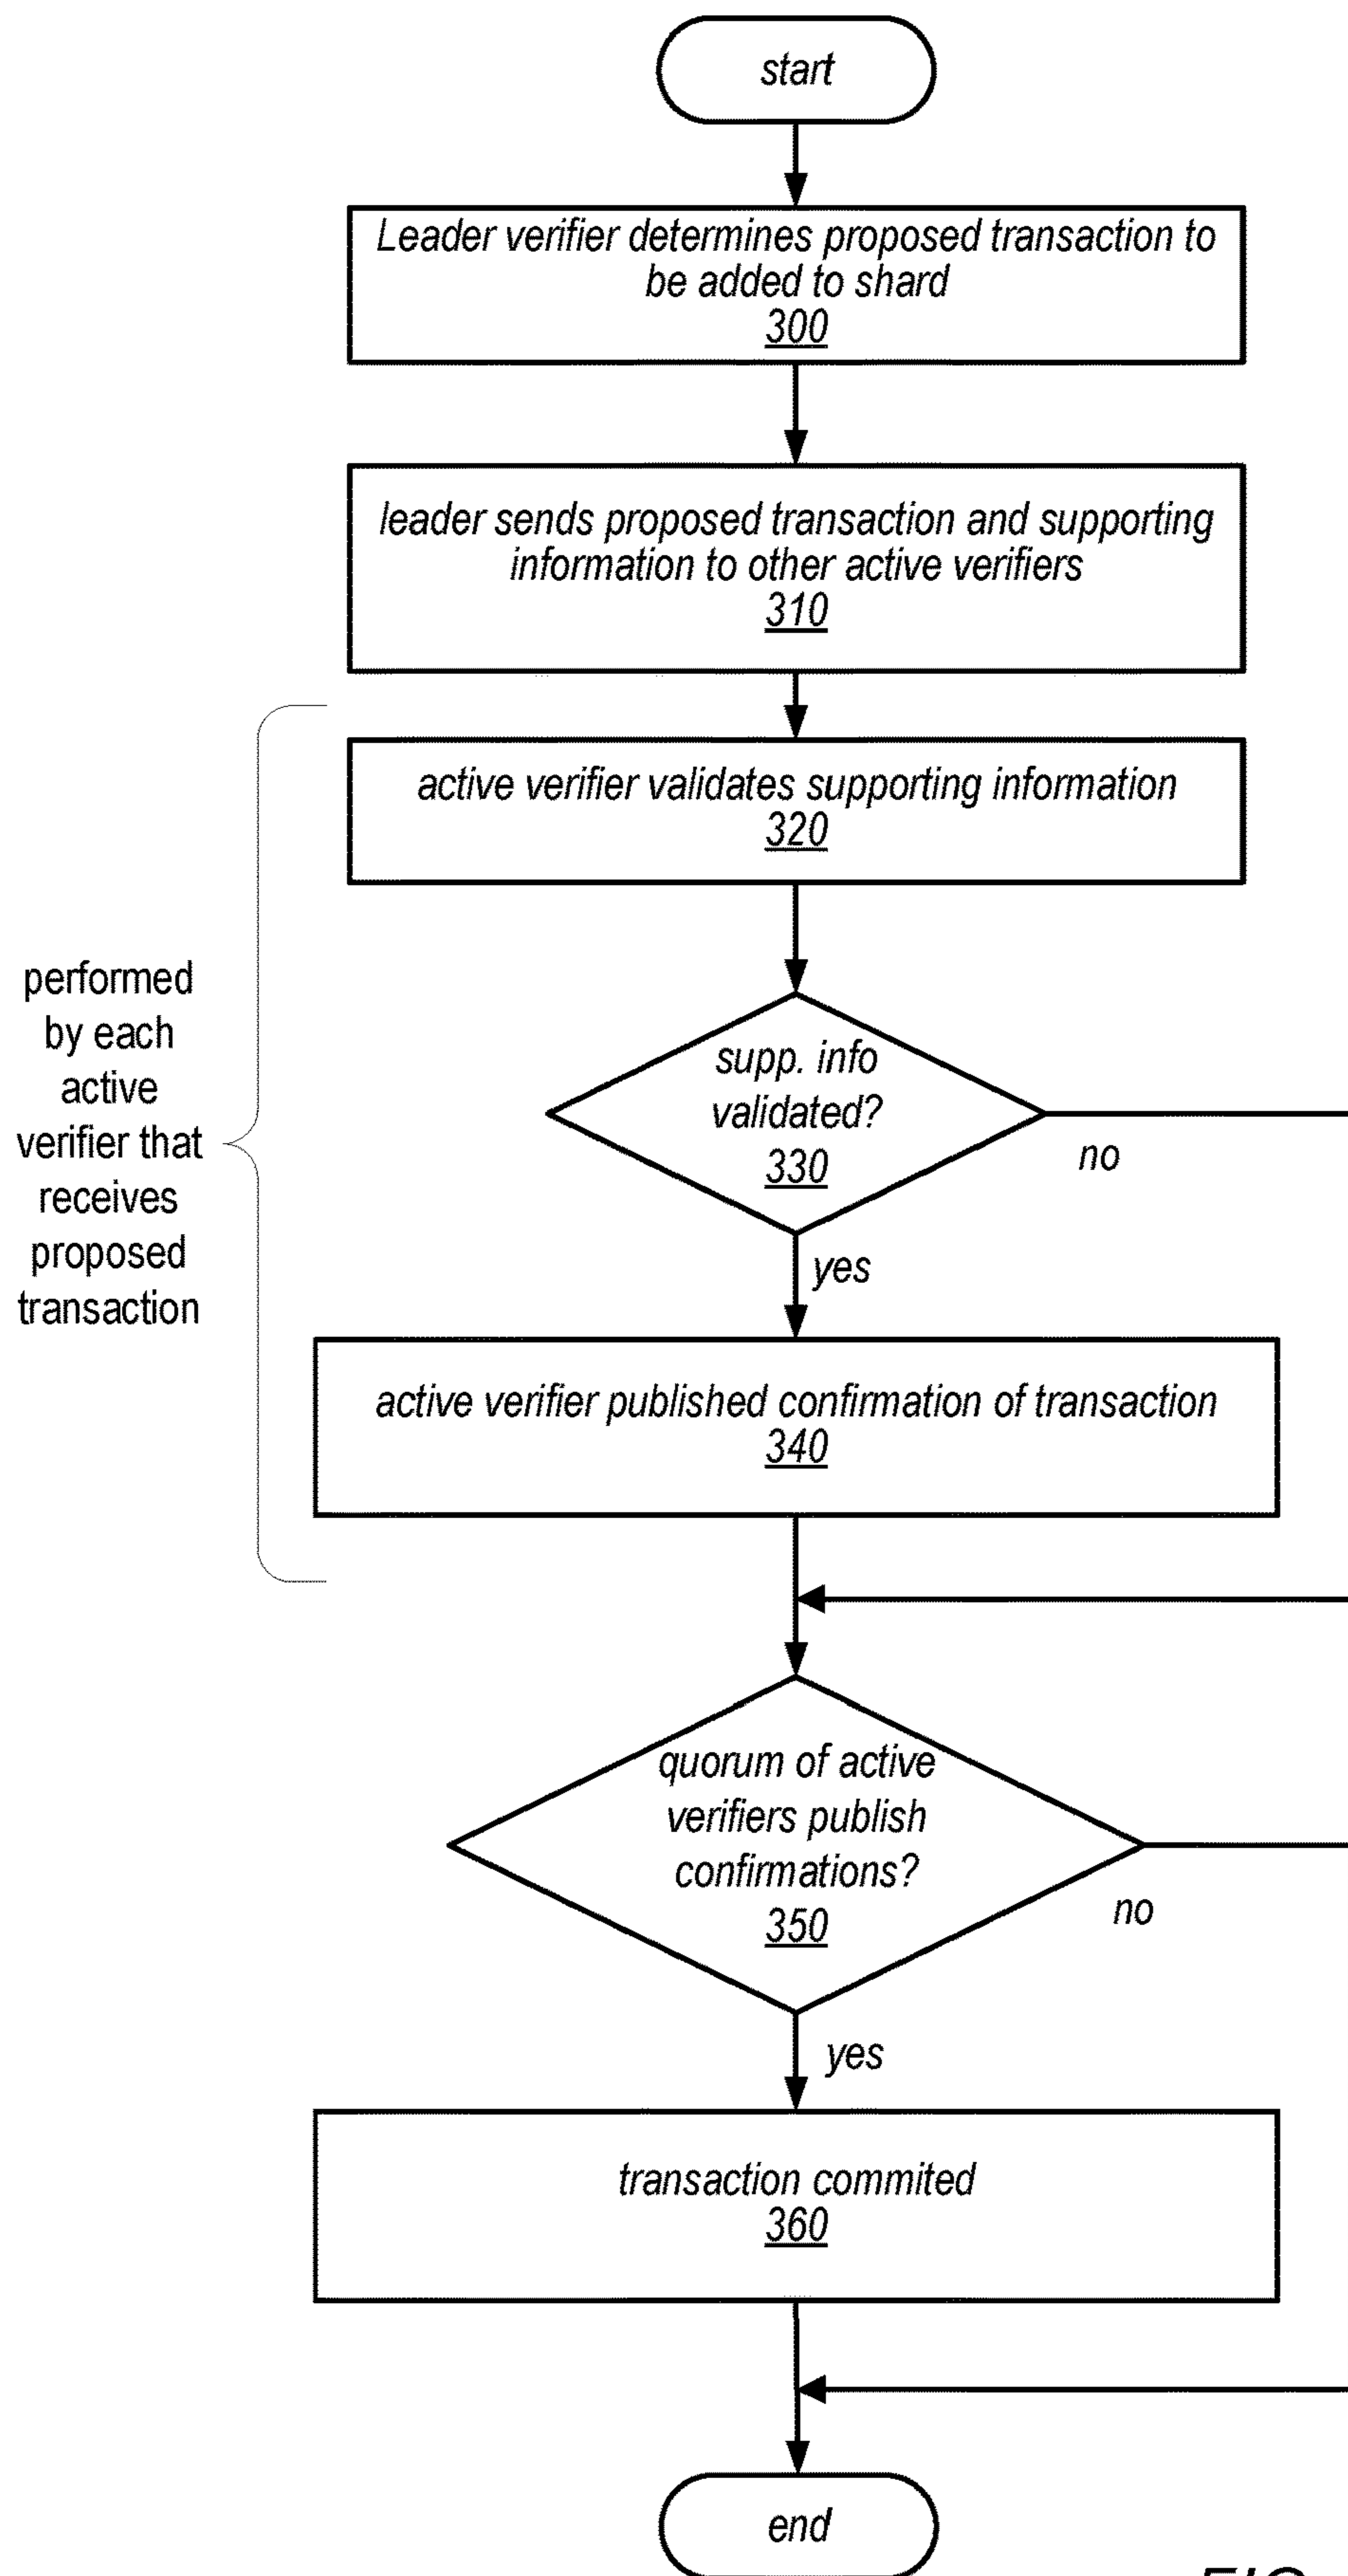 start
Leader verifier determines proposed transaction to
be added to shard
300
leader sends proposed transaction and supporting
information to other active verifiers
310
active verifier validates supporting information
320
performed
by each
active
verifier that
receives
proposed
transaction
supp. info
validated?
330
no
yes
active verifier published confirmation of transaction
340
quorum of active
verifiers publish
confirmations?
350
no
yes
transaction commited
360
end